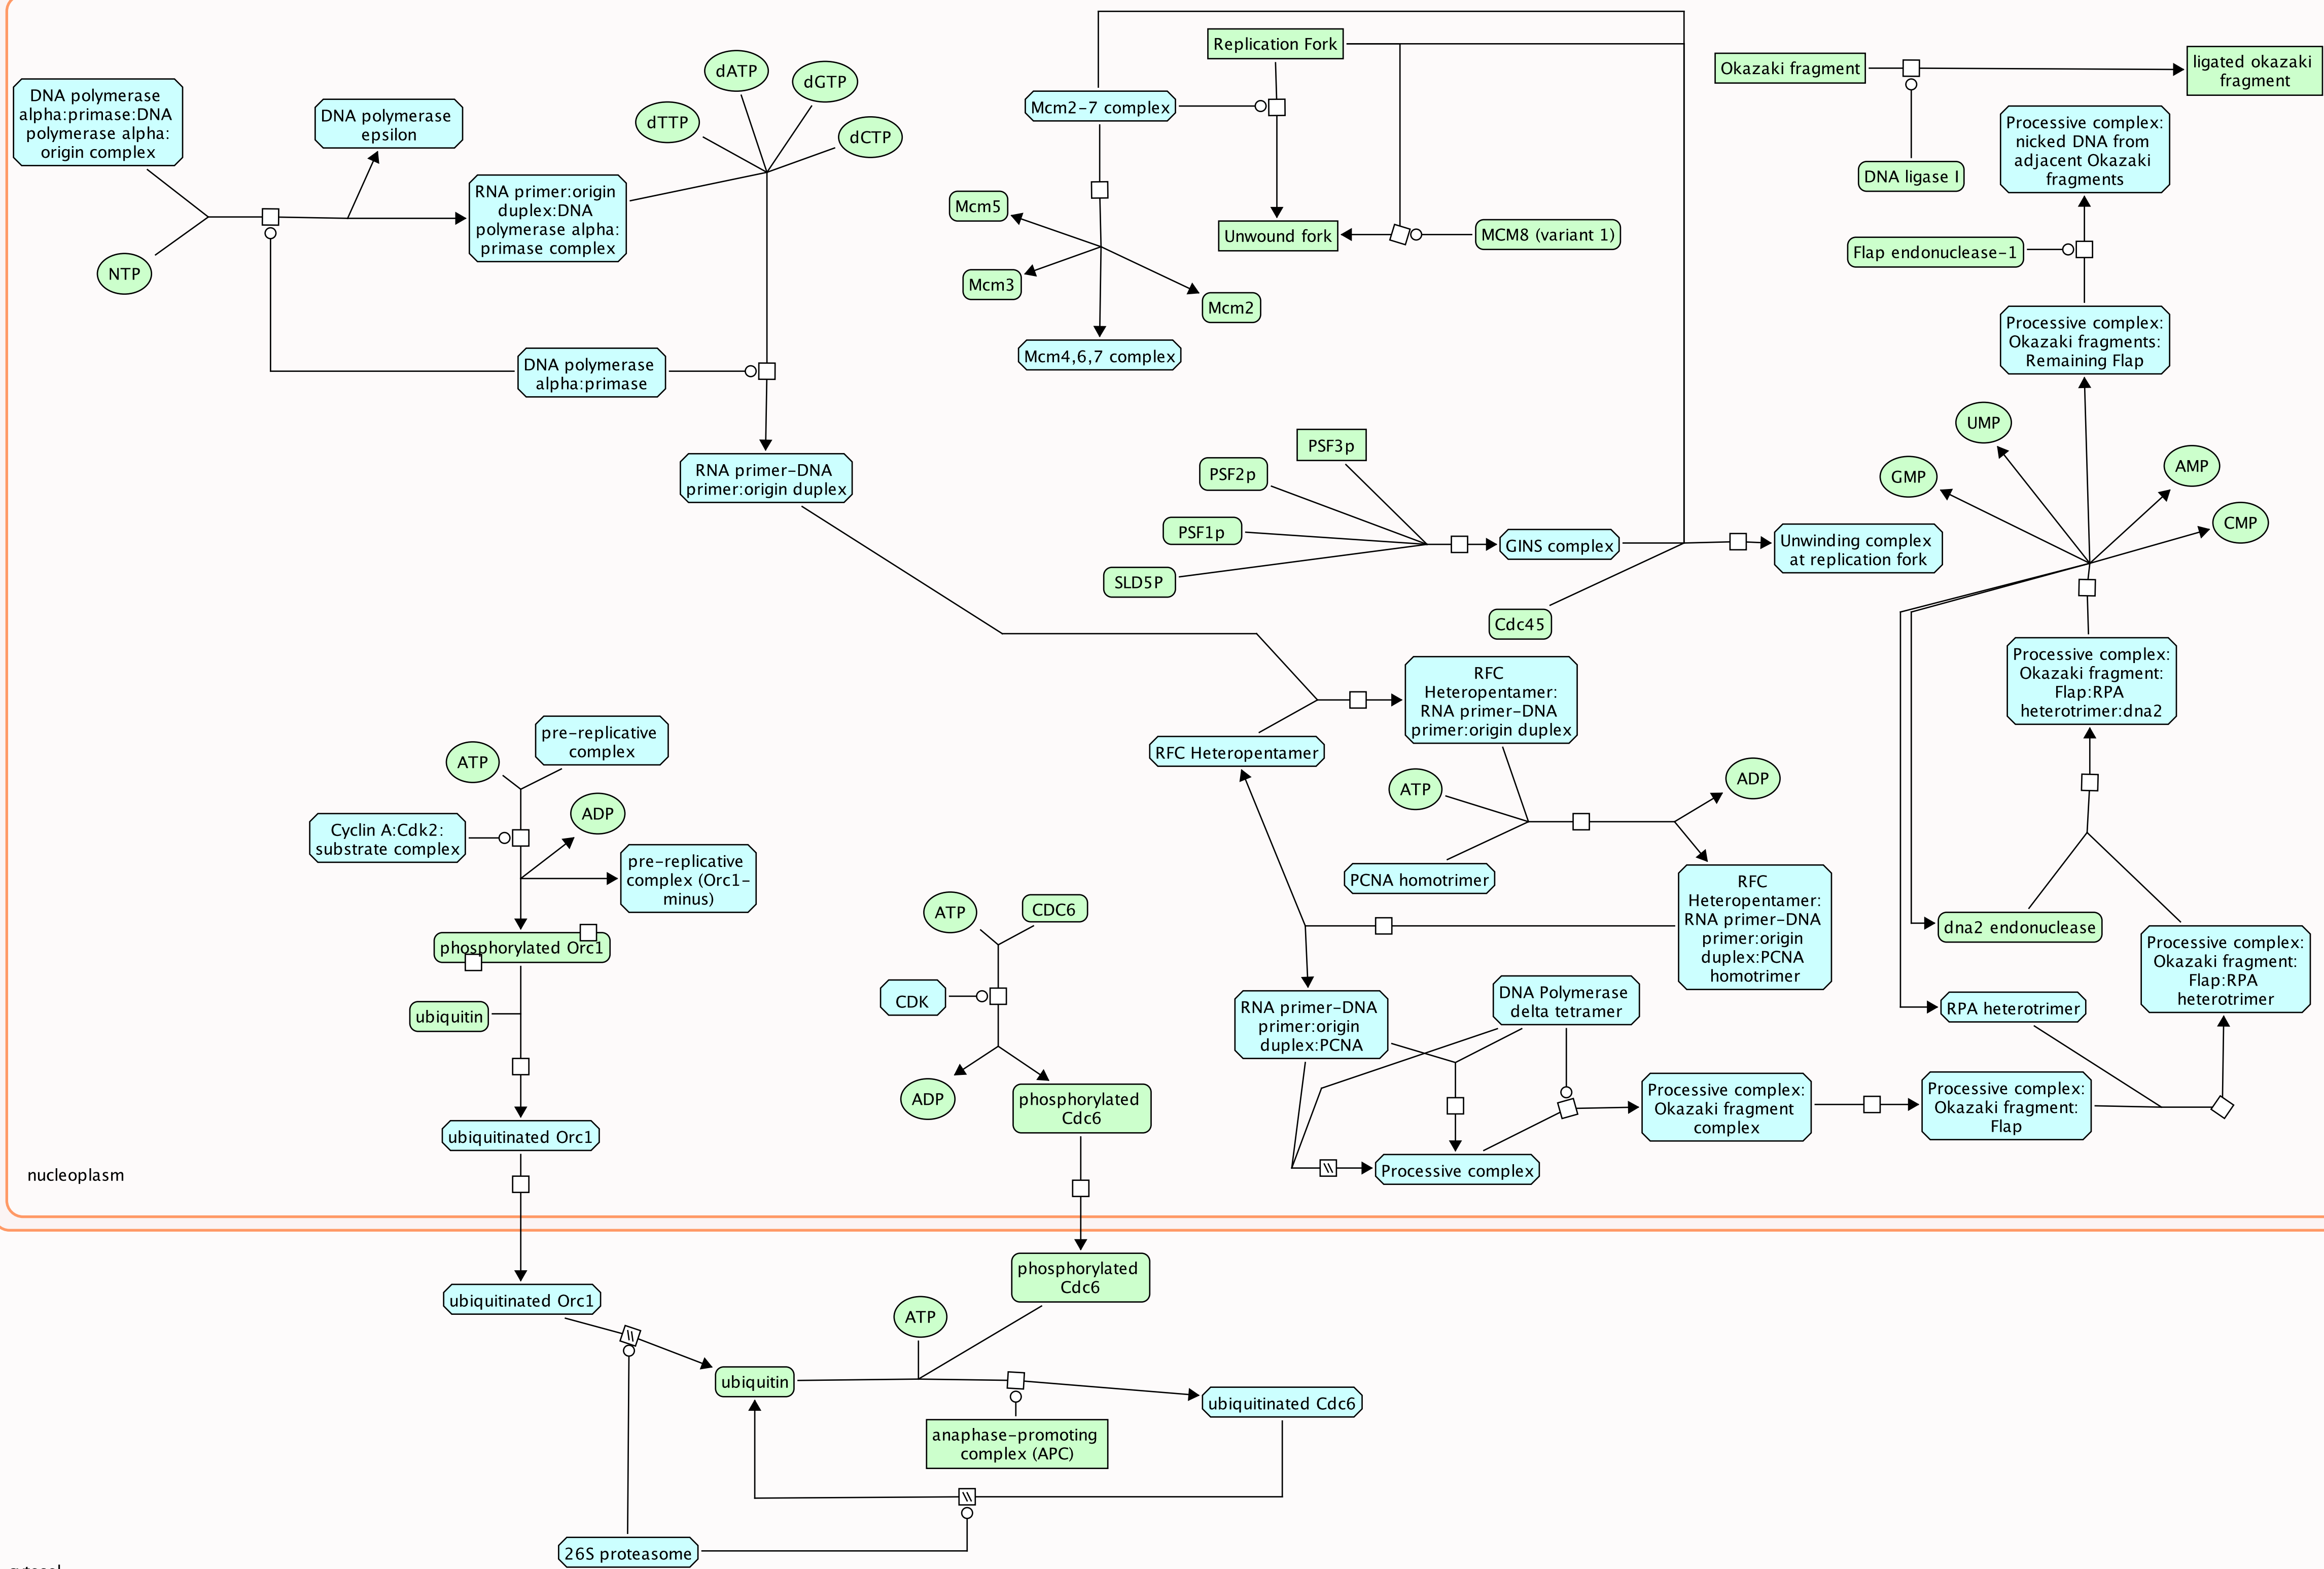 DNA polymerase
alpha:primase:DNA
polymerase alpha:
origin complex
NTP
DNA polymerase
epsilon
RNA primer:origin
duplex:DNA
polymerase alpha:
primase complex
dATP
dGTP
dTTP
dCTP
DNA polymerase
alpha:primase
RNA primer-DNA
primer:origin duplex
Replication Fork
Mcm2-7 complex
Mcm5
Mcm3
Mcm2
Mcm4,6,7 complex
Unwound fork
MCM8 (variant 1)
Okazaki fragment
ligated okazaki
fragment
DNA ligase I
Processive complex:
nicked DNA from
adjacent Okazaki
fragments
Flap endonuclease-1
Processive complex:
Okazaki fragments:
Remaining Flap
UMP
GMP
AMP
CMP
PSF3p
PSF2p
PSF1p
SLD5P
GINS complex
Cdc45
Unwinding complex
at replication fork
Processive complex:
Okazaki fragment:
Flap:RPA
heterotrimer:dna2
RFC
Heteropentamer:
RNA primer-DNA
primer:origin duplex
RFC Heteropentamer
ATP
ADP
PCNA homotrimer
RFC
Heteropentamer:
RNA primer-DNA
primer:origin
duplex:PCNA
homotrimer
dna2 endonuclease
Processive complex:
Okazaki fragment:
Flap:RPA
heterotrimer
RPA heterotrimer
RNA primer-DNA
primer:origin
duplex:PCNA
DNA Polymerase
delta tetramer
Processive complex
Processive complex:
Okazaki fragment
complex
Processive complex:
Okazaki fragment:
Flap
pre-replicative
complex
ATP
ADP
Cyclin A:Cdk2:
substrate complex
pre-replicative
complex (Orc1-
minus)
phosphorylated Orc1
ubiquitin
ubiquitinated Orc1
ATP
CDC6
CDK
ADP
phosphorylated
Cdc6
nucleoplasm
phosphorylated
Cdc6
ubiquitinated Orc1
ATP
ubiquitin
ubiquitinated Cdc6
anaphase-promoting
complex (APC)
26S proteasome